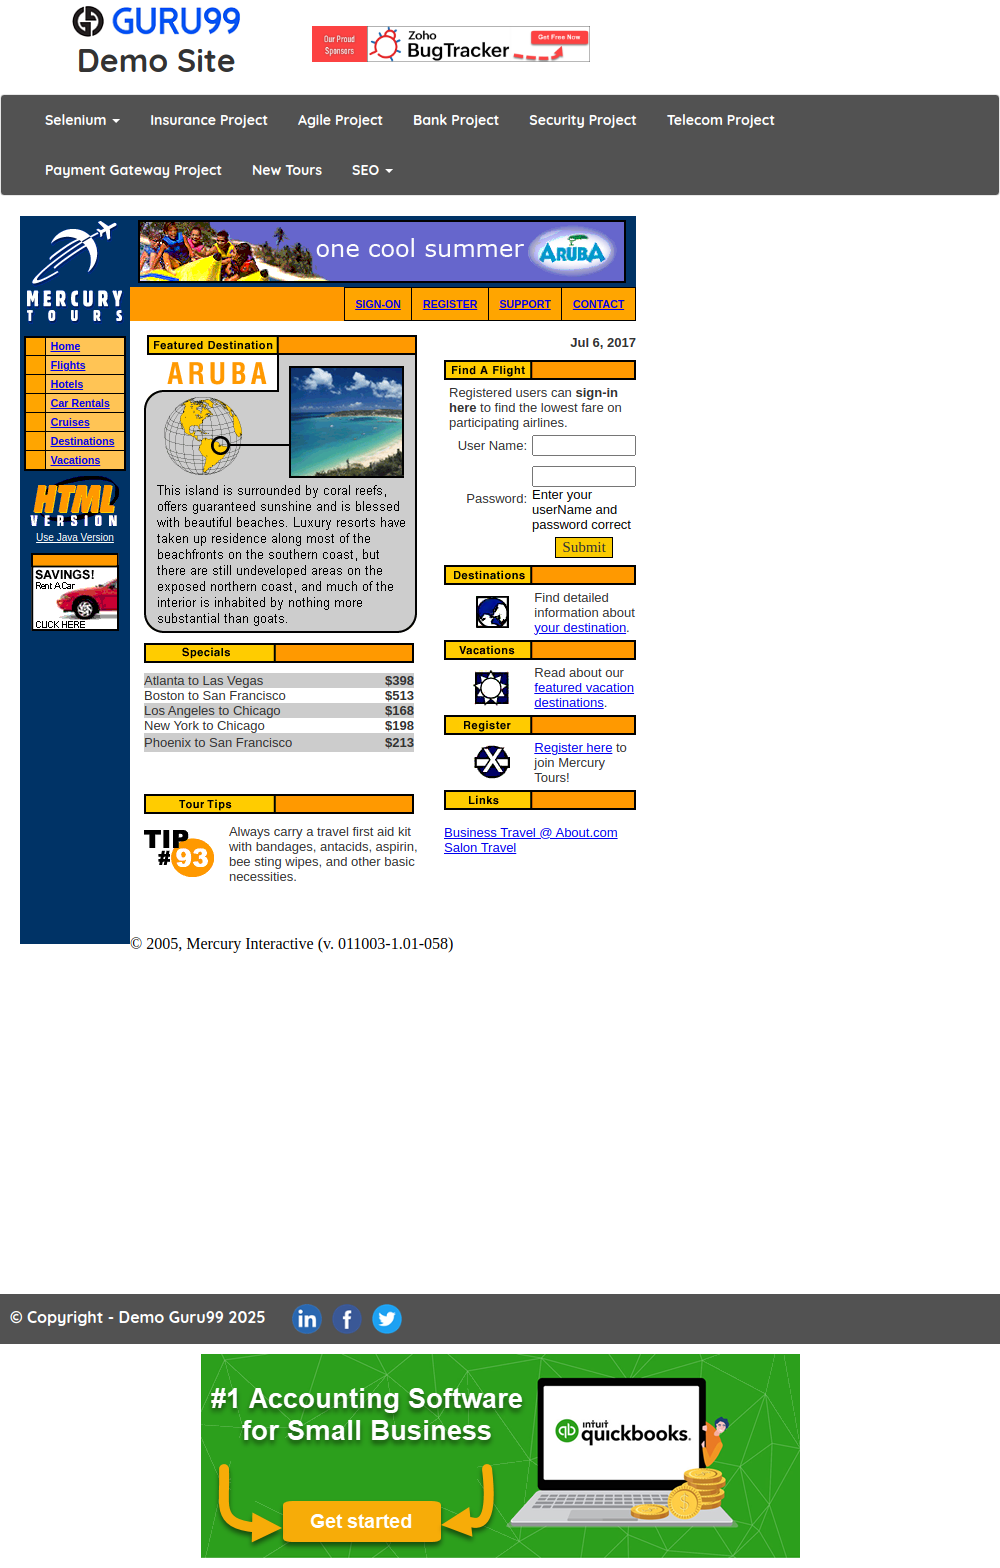 GURU99
Demo Site
Our Proud
Sponsors
Zoho
BugTracker
Get Free Now
Selenium
Insurance Project
Agile Project
Bank Project
Security Project
Telecom Project
Payment Gateway Project
New Tours
SEO
MERCURY
TOURS
one cool summer
ARUBA
SIGN-ON
REGISTER
SUPPORT
CONTACT
Home
Flights
Hotels
Car Rentals
Cruises
Destinations
Vacations
HTML
VERSION
Use Java Version
SAVINGS!
Rent A Car
CLICK HERE
Featured Destination
ARUBA
This island is surrounded by coral reefs,
offers guaranteed sunshine and is blessed
with beautiful beaches. Luxury resorts have
taken up residence along most of the
beachfronts on the southern coast, but
there are still undeveloped areas on the
exposed northern coast, and much of the
interior is inhabited by nothing more
substantial than goats.
Specials
Atlanta to Las Vegas $398
Boston to San Francisco $513
Los Angeles to Chicago $168
New York to Chicago $198
Phoenix to San Francisco $213
Tour Tips
TIP
#93
Always carry a travel first aid kit
with bandages, antacids, aspirin,
bee sting wipes, and other basic
necessities.
Jul 6, 2017
Find A Flight
Registered users can sign-in
here to find the lowest fare on
participating airlines.
User Name:
Password:
Enter your
userName and
password correct
Submit
Destinations
Find detailed
information about
your destination.
Vacations
Read about our
featured vacation
destinations.
Register
Register here to
join Mercury
Tours!
Links
Business Travel @ About.com
Salon Travel
© 2005, Mercury Interactive (v. 011003-1.01-058)
© Copyright - Demo Guru99 2025
in
f
#1 Accounting Software
for Small Business
Get started
qb
intuit
quickbooks.